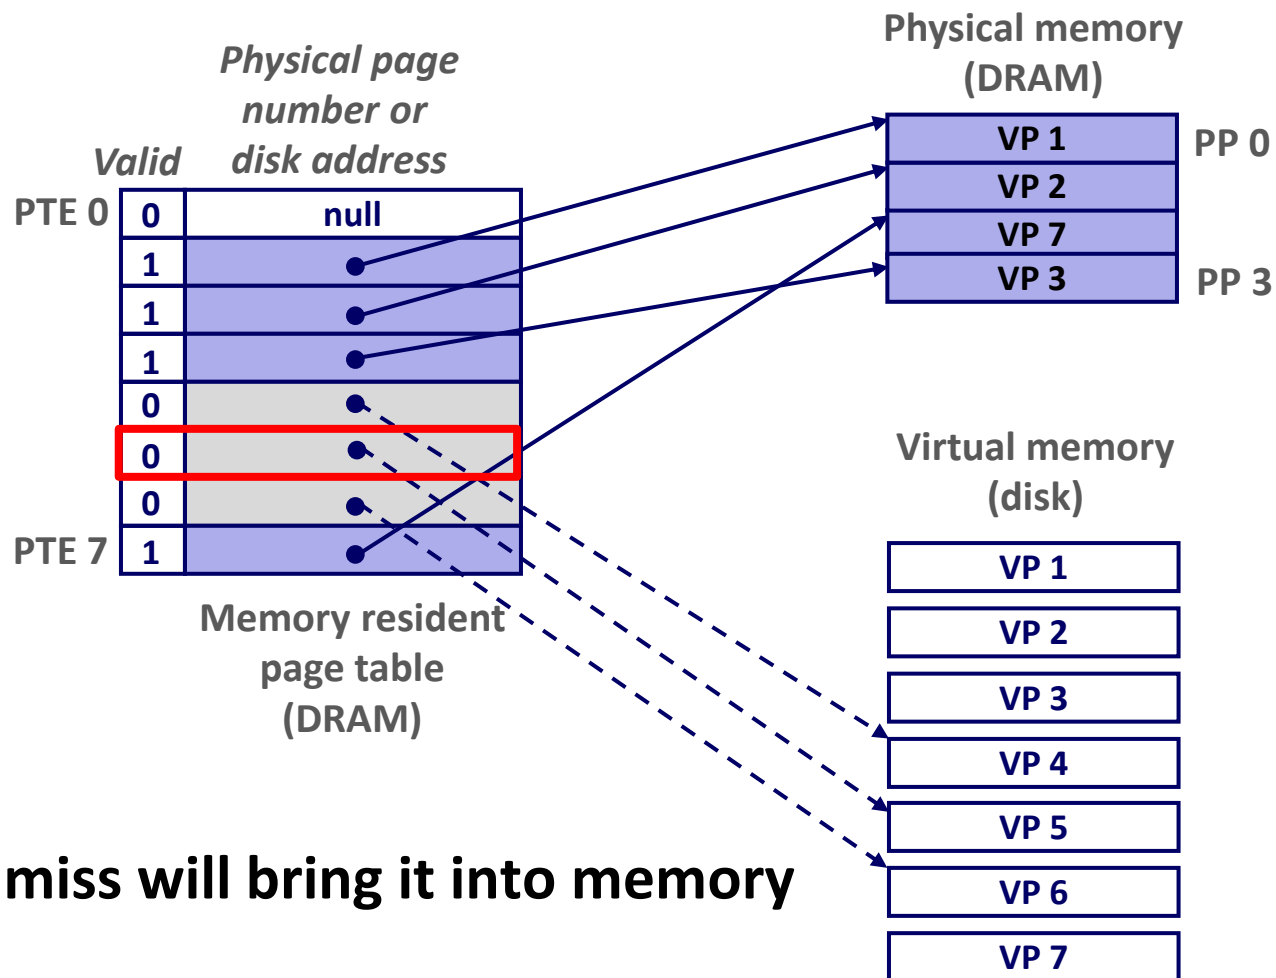 Physical page
number or
disk address
Valid
PTE 0
0
null
1
1
1
0
0
0
PTE 7
1
Memory resident
page table
(DRAM)
Physical memory
(DRAM)
VP 1
PP 0
VP 2
VP 7
VP 3
PP 3
Virtual memory
(disk)
VP 1
VP 2
VP 3
VP 4
VP 5
VP 6
VP 7
miss will bring it into memory